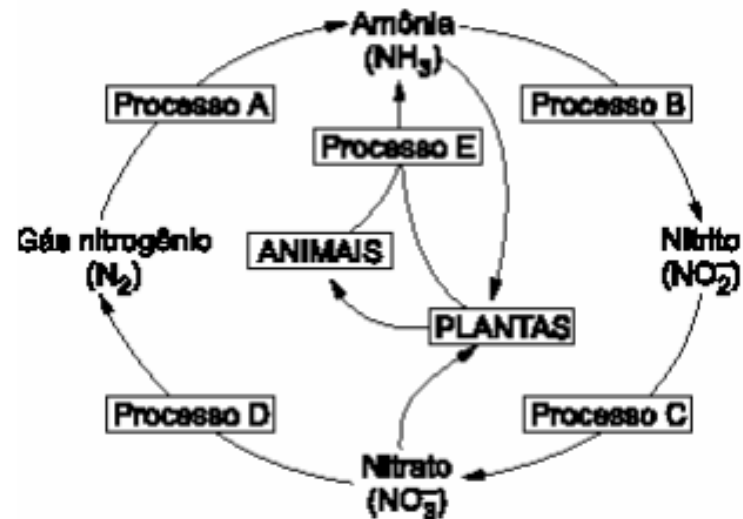 Amônia
(NH₃)
Processo A
Processo B
Processo E
Gás nitrogênio
(N₂)
ANIMAIS
Nitrito
(NO₂⁻)
PLANTAS
Processo D
Processo C
Nitrato
(NO₃⁻)